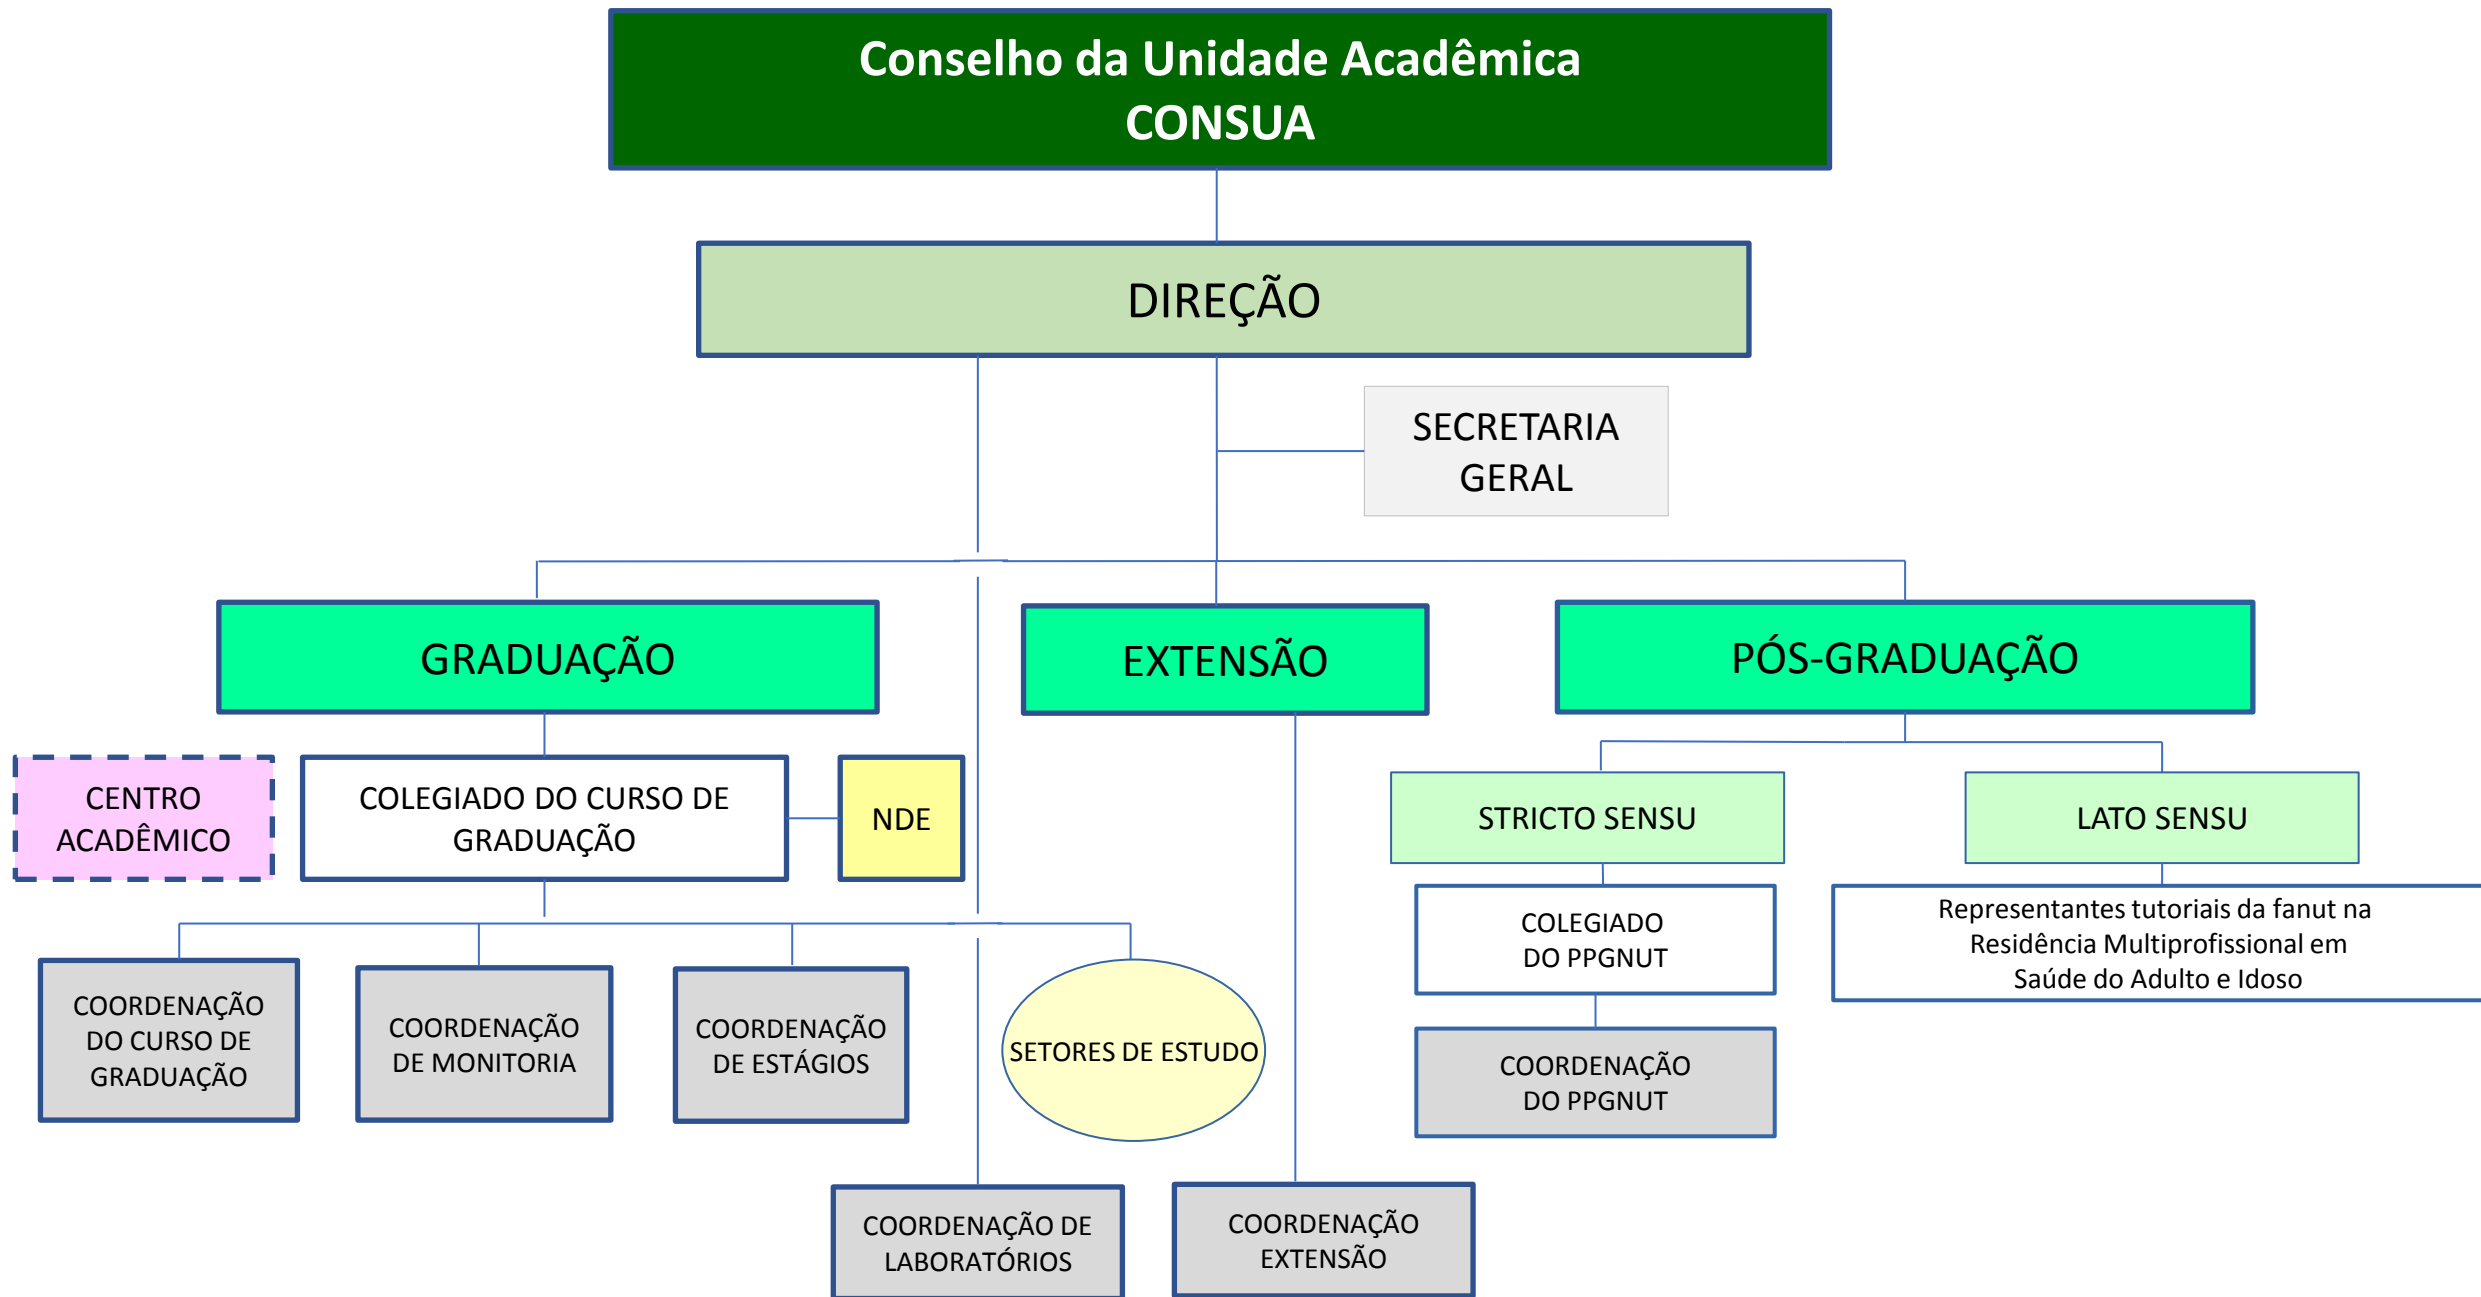 Conselho da Unidade Acadêmica
CONSUA
DIREÇÃO
SECRETARIA
GERAL
GRADUAÇÃO
EXTENSÃO
PÓS-GRADUAÇÃO
CENTRO
ACADÊMICO
COLEGIADO DO CURSO DE
GRADUAÇÃO
NDE
STRICTO SENSU
LATO SENSU
COLEGIADO
DO PPGNUT
Representantes tutoriais da fanut na
Residência Multiprofissional em
Saúde do Adulto e Idoso
COORDENAÇÃO
DO CURSO DE
GRADUAÇÃO
COORDENAÇÃO
DE MONITORIA
COORDENAÇÃO
DE ESTÁGIOS
SETORES DE ESTUDO
COORDENAÇÃO
DO PPGNUT
COORDENAÇÃO DE
LABORATÓRIOS
COORDENAÇÃO
EXTENSÃO